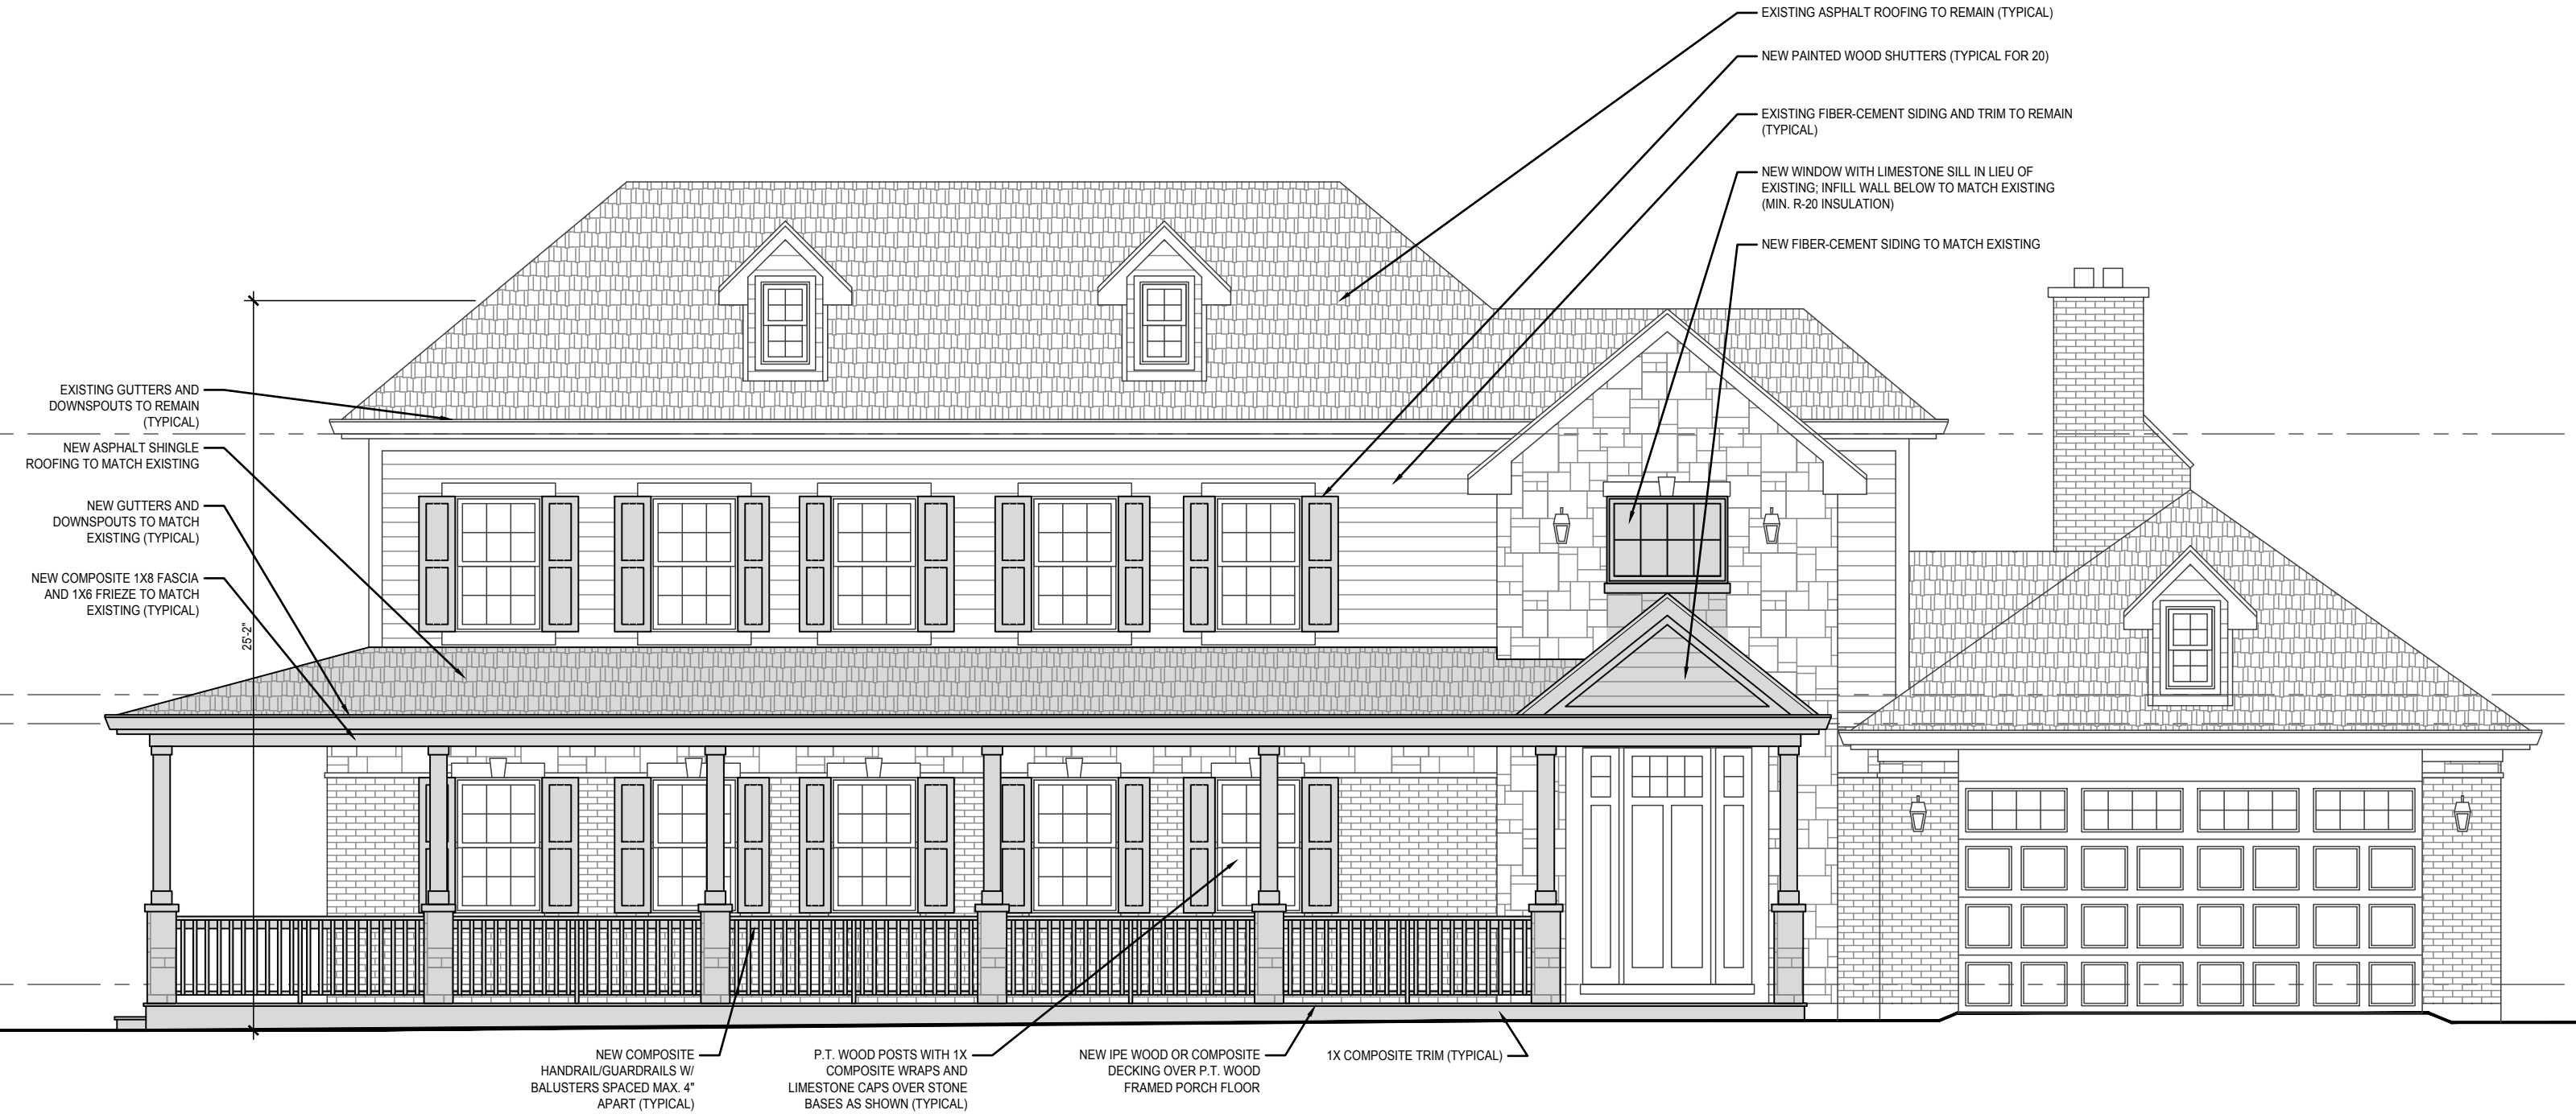 EXISTING ASPHALT ROOFING TO REMAIN (TYPICAL)
NEW PAINTED WOOD SHUTTERS (TYPICAL FOR 20)
EXISTING FIBER-CEMENT SIDING AND TRIM TO REMAIN
(TYPICAL)
NEW WINDOW WITH LIMESTONE SILL IN LIEU OF
EXISTING; INFILL WALL BELOW TO MATCH EXISTING
(MIN. R-20 INSULATION)
NEW FIBER-CEMENT SIDING TO MATCH EXISTING
EXISTING GUTTERS AND
DOWNSPOUTS TO REMAIN
(TYPICAL)
NEW ASPHALT SHINGLE
ROOFING TO MATCH EXISTING
NEW GUTTERS AND
DOWNSPOUTS TO MATCH
EXISTING (TYPICAL)
NEW COMPOSITE 1X8 FASCIA
AND 1X6 FRIEZE TO MATCH
EXISTING (TYPICAL)
25'-2"
NEW COMPOSITE
HANDRAIL/GUARDRAILS W/
BALUSTERS SPACED MAX. 4"
APART (TYPICAL)
P.T. WOOD POSTS WITH 1X
COMPOSITE WRAPS AND
LIMESTONE CAPS OVER STONE
BASES AS SHOWN (TYPICAL)
NEW IPE WOOD OR COMPOSITE
DECKING OVER P.T. WOOD
FRAMED PORCH FLOOR
1X COMPOSITE TRIM (TYPICAL)